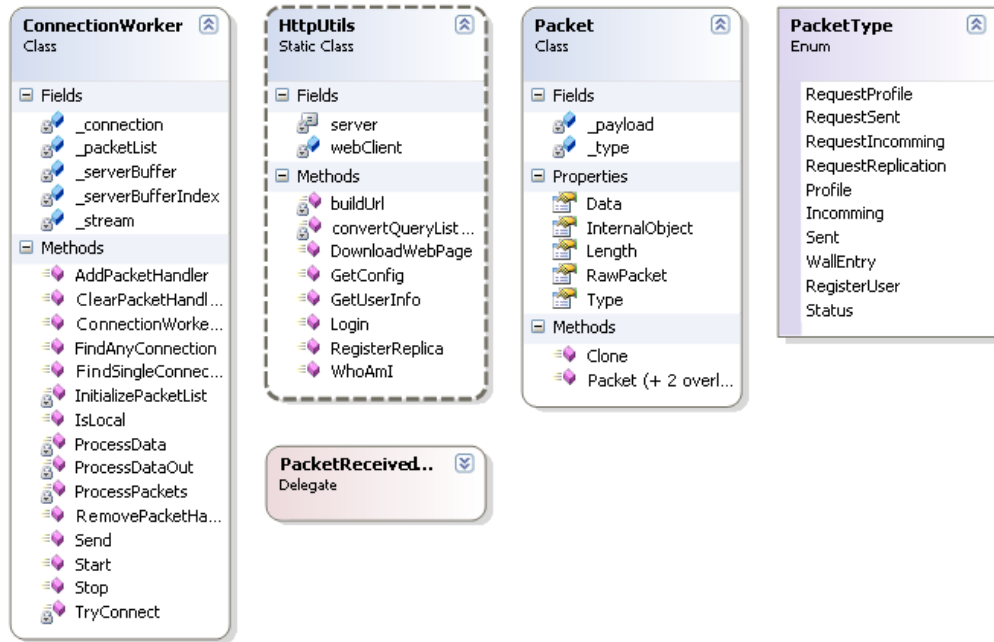 ConnectionWorker
Class
Fields
_connection
_packetList
_serverBuffer
_serverBufferIndex
_stream
Methods
AddPacketHandler
ClearPacketHandl...
ConnectionWorke...
FindAnyConnection
FindSingleConnec...
InitializePacketList
IsLocal
ProcessData
ProcessDataOut
ProcessPackets
RemovePacketHa...
Send
Start
Stop
TryConnect
HttpUtils
Static Class
Fields
server
webClient
Methods
buildUrl
convertQueryList...
DownloadWebPage
GetConfig
GetUserInfo
Login
RegisterReplica
WhoAmI
PacketReceived...
Delegate
Packet
Class
Fields
_payload
_type
Properties
Data
InternalObject
Length
RawPacket
Type
Methods
Clone
Packet (+ 2 overl...
PacketType
Enum
RequestProfile
RequestSent
RequestIncomming
RequestReplication
Profile
Incomming
Sent
WallEntry
RegisterUser
Status